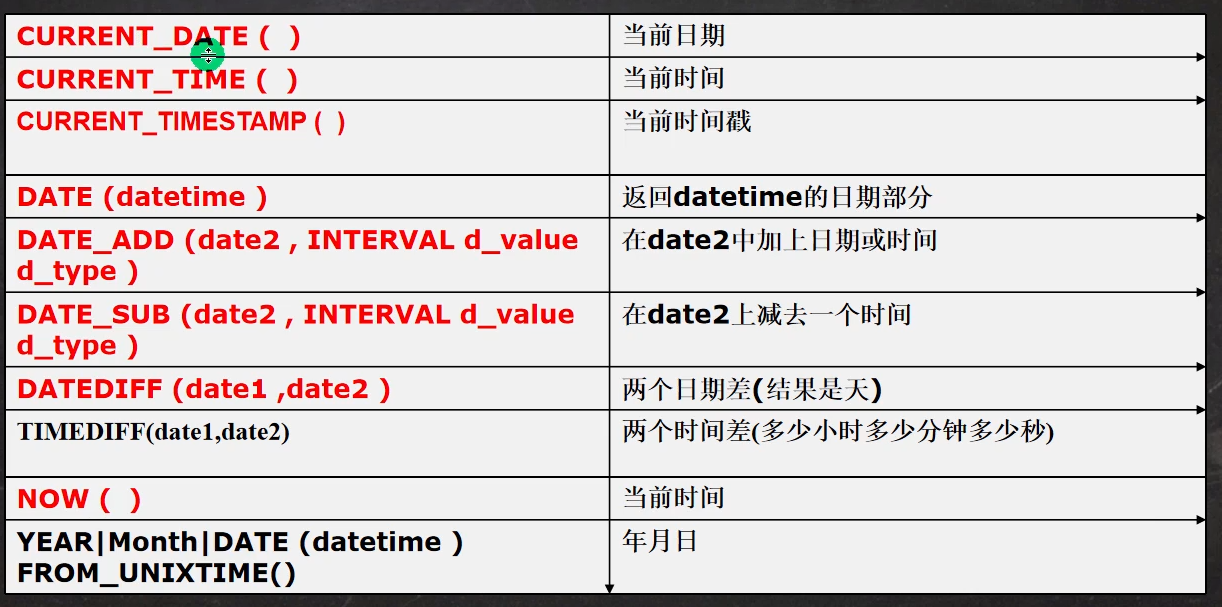 CURRENT_DATE (  )
当前日期
CURRENT_TIME (  )
当前时间
CURRENT_TIMESTAMP (  )
当前时间戳
DATE (datetime )
返回datetime的日期部分
DATE_ADD (date2 , INTERVAL d_value
d_type )
在date2中加上日期或时间
DATE_SUB (date2 , INTERVAL d_value
d_type )
在date2上减去一个时间
DATEDIFF (date1 ,date2 )
两个日期差(结果是天)
TIMEDIFF(date1,date2)
两个时间差(多少小时多少分钟多少秒)
NOW (  )
当前时间
YEAR|Month|DATE (datetime )
FROM_UNIXTIME()
年月日